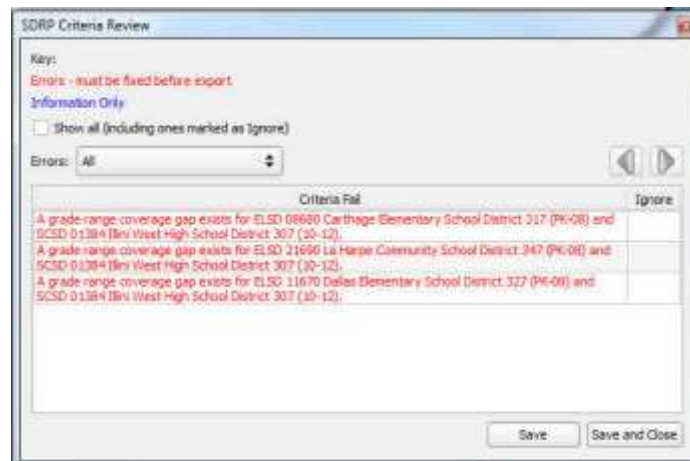 SDRP Criteria Review
Key:
Errors - must be fixed before export
Information Only
Show all (including ones marked as Ignore)
Errors: All
Criteria Fail Ignore
A grade range coverage gap exists for ELSD 08680 Carthage Elementary School District 317 (PK-08) and
SCSD 01384 Illini West High School District 307 (10-12).
A grade range coverage gap exists for ELSD 21690 La Harpe Community School District 347 (PK-08) and
SCSD 01384 Illini West High School District 307 (10-12).
A grade range coverage gap exists for ELSD 11670 Dallas Elementary School District 327 (PK-08) and
SCSD 01384 Illini West High School District 307 (10-12).
Save Save and Close